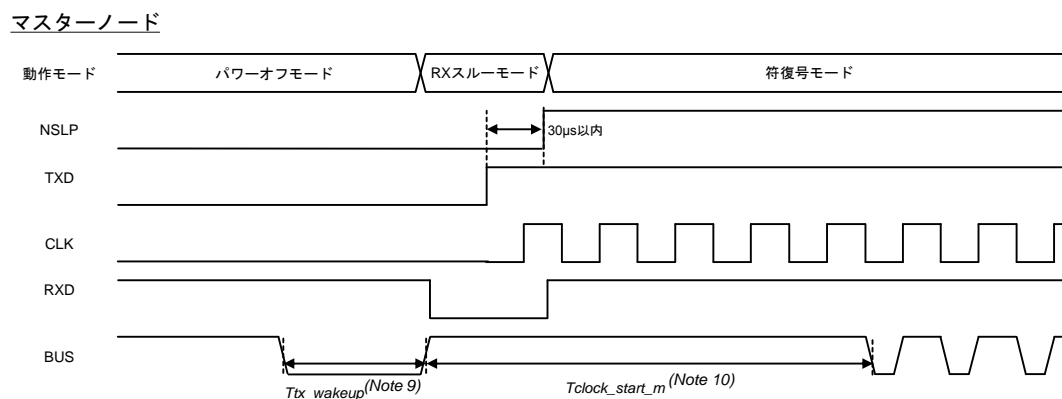 マスターノード
動作モード パワーオフモード RXスルーモード 符復号モード
NSLP 30μs以内
TXD
CLK
RXD
BUS
Ttx_wakeup(Note 9) Tclock_start_m(Note 10)